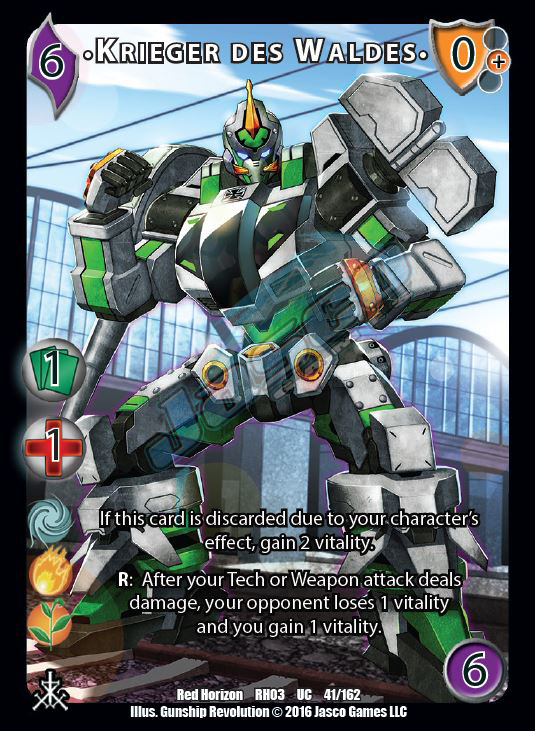 6
·KRIEGER DES WALDES·
0
+
1
1
If this card is discarded due to your character's
effect, gain 2 vitality.
R: After your Tech or Weapon attack deals
damage, your opponent loses 1 vitality
and you gain 1 vitality.
6
Red Horizon RH03 UC 41/162
Illus. Gunship Revolution © 2016 Jasco Games LLC